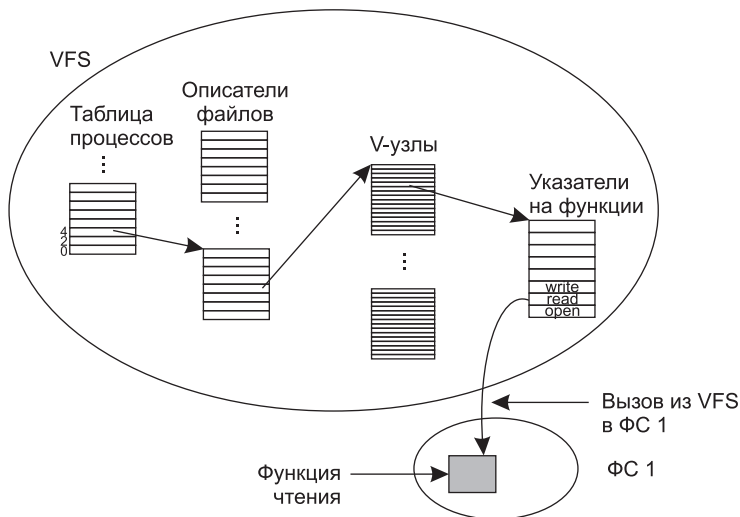 VFS
Таблица
процессов
Описатели
файлов
V-узлы
Указатели
на функции
4
2
0
write
read
open
Вызов из VFS
в ФС 1
ФС 1
Функция
чтения